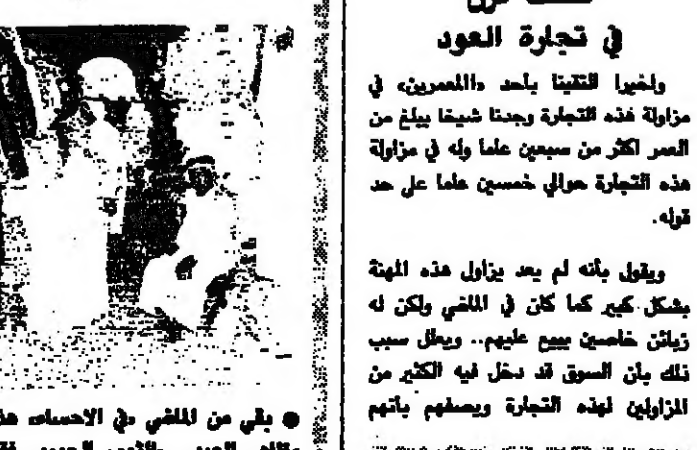 في تجارة العود
واخيرا التقينا بأحد «المعمرين» في
مزاولة هذه التجارة وجدنا شيخا يبلغ من
العمر اكثر من سبعين عاما وله في مزاولة
هذه التجارة حوالي خمسين عاما على حد
قوله.
ويقول بأنه لم يعد يزاول هذه المهنة
بشكل كبير كما كان في الماضي ولكن له
زبائن خاصين يبيع عليهم.. ويعلل سبب
ذلك بأن السوق قد دخل فيه الكثير من
المزاولين لهذه التجارة ويصفهم بأنهم
● بقي من الماضي «في الاحساء»